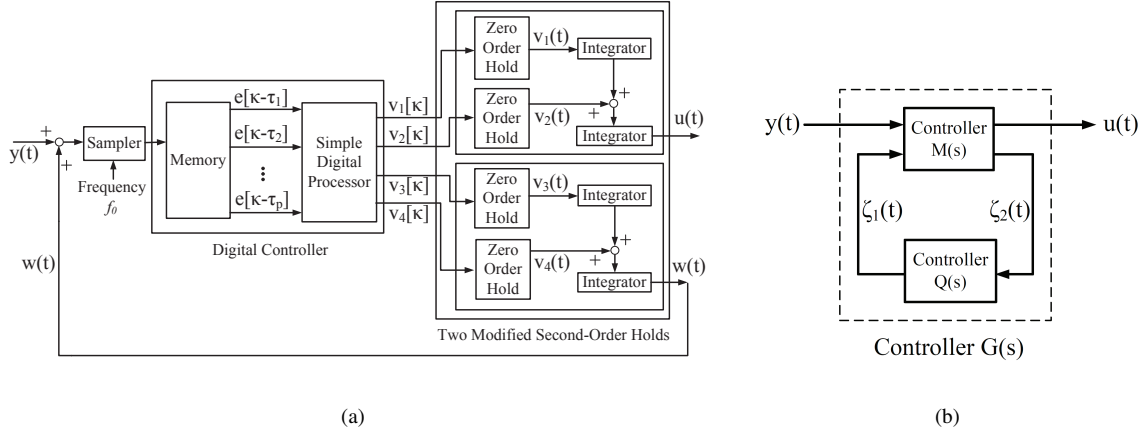 y(t)
+
+
Sampler
Frequency
f₀
w(t)
Memory
e[κ-τ₁]
e[κ-τ₂]
e[κ-τₚ]
Simple
Digital
Processor
Digital Controller
v₁[κ]
v₂[κ]
v₃[κ]
v₄[κ]
Zero
Order
Hold
v₁(t)
Integrator
+
Zero
Order
Hold
v₂(t)
+
Integrator
u(t)
Zero
Order
Hold
v₃(t)
Integrator
+
Zero
Order
Hold
v₄(t)
+
Integrator
w(t)
Two Modified Second-Order Holds
(a)
y(t)
Controller
M(s)
u(t)
ζ₁(t)
ζ₂(t)
Controller
Q(s)
Controller G(s)
(b)